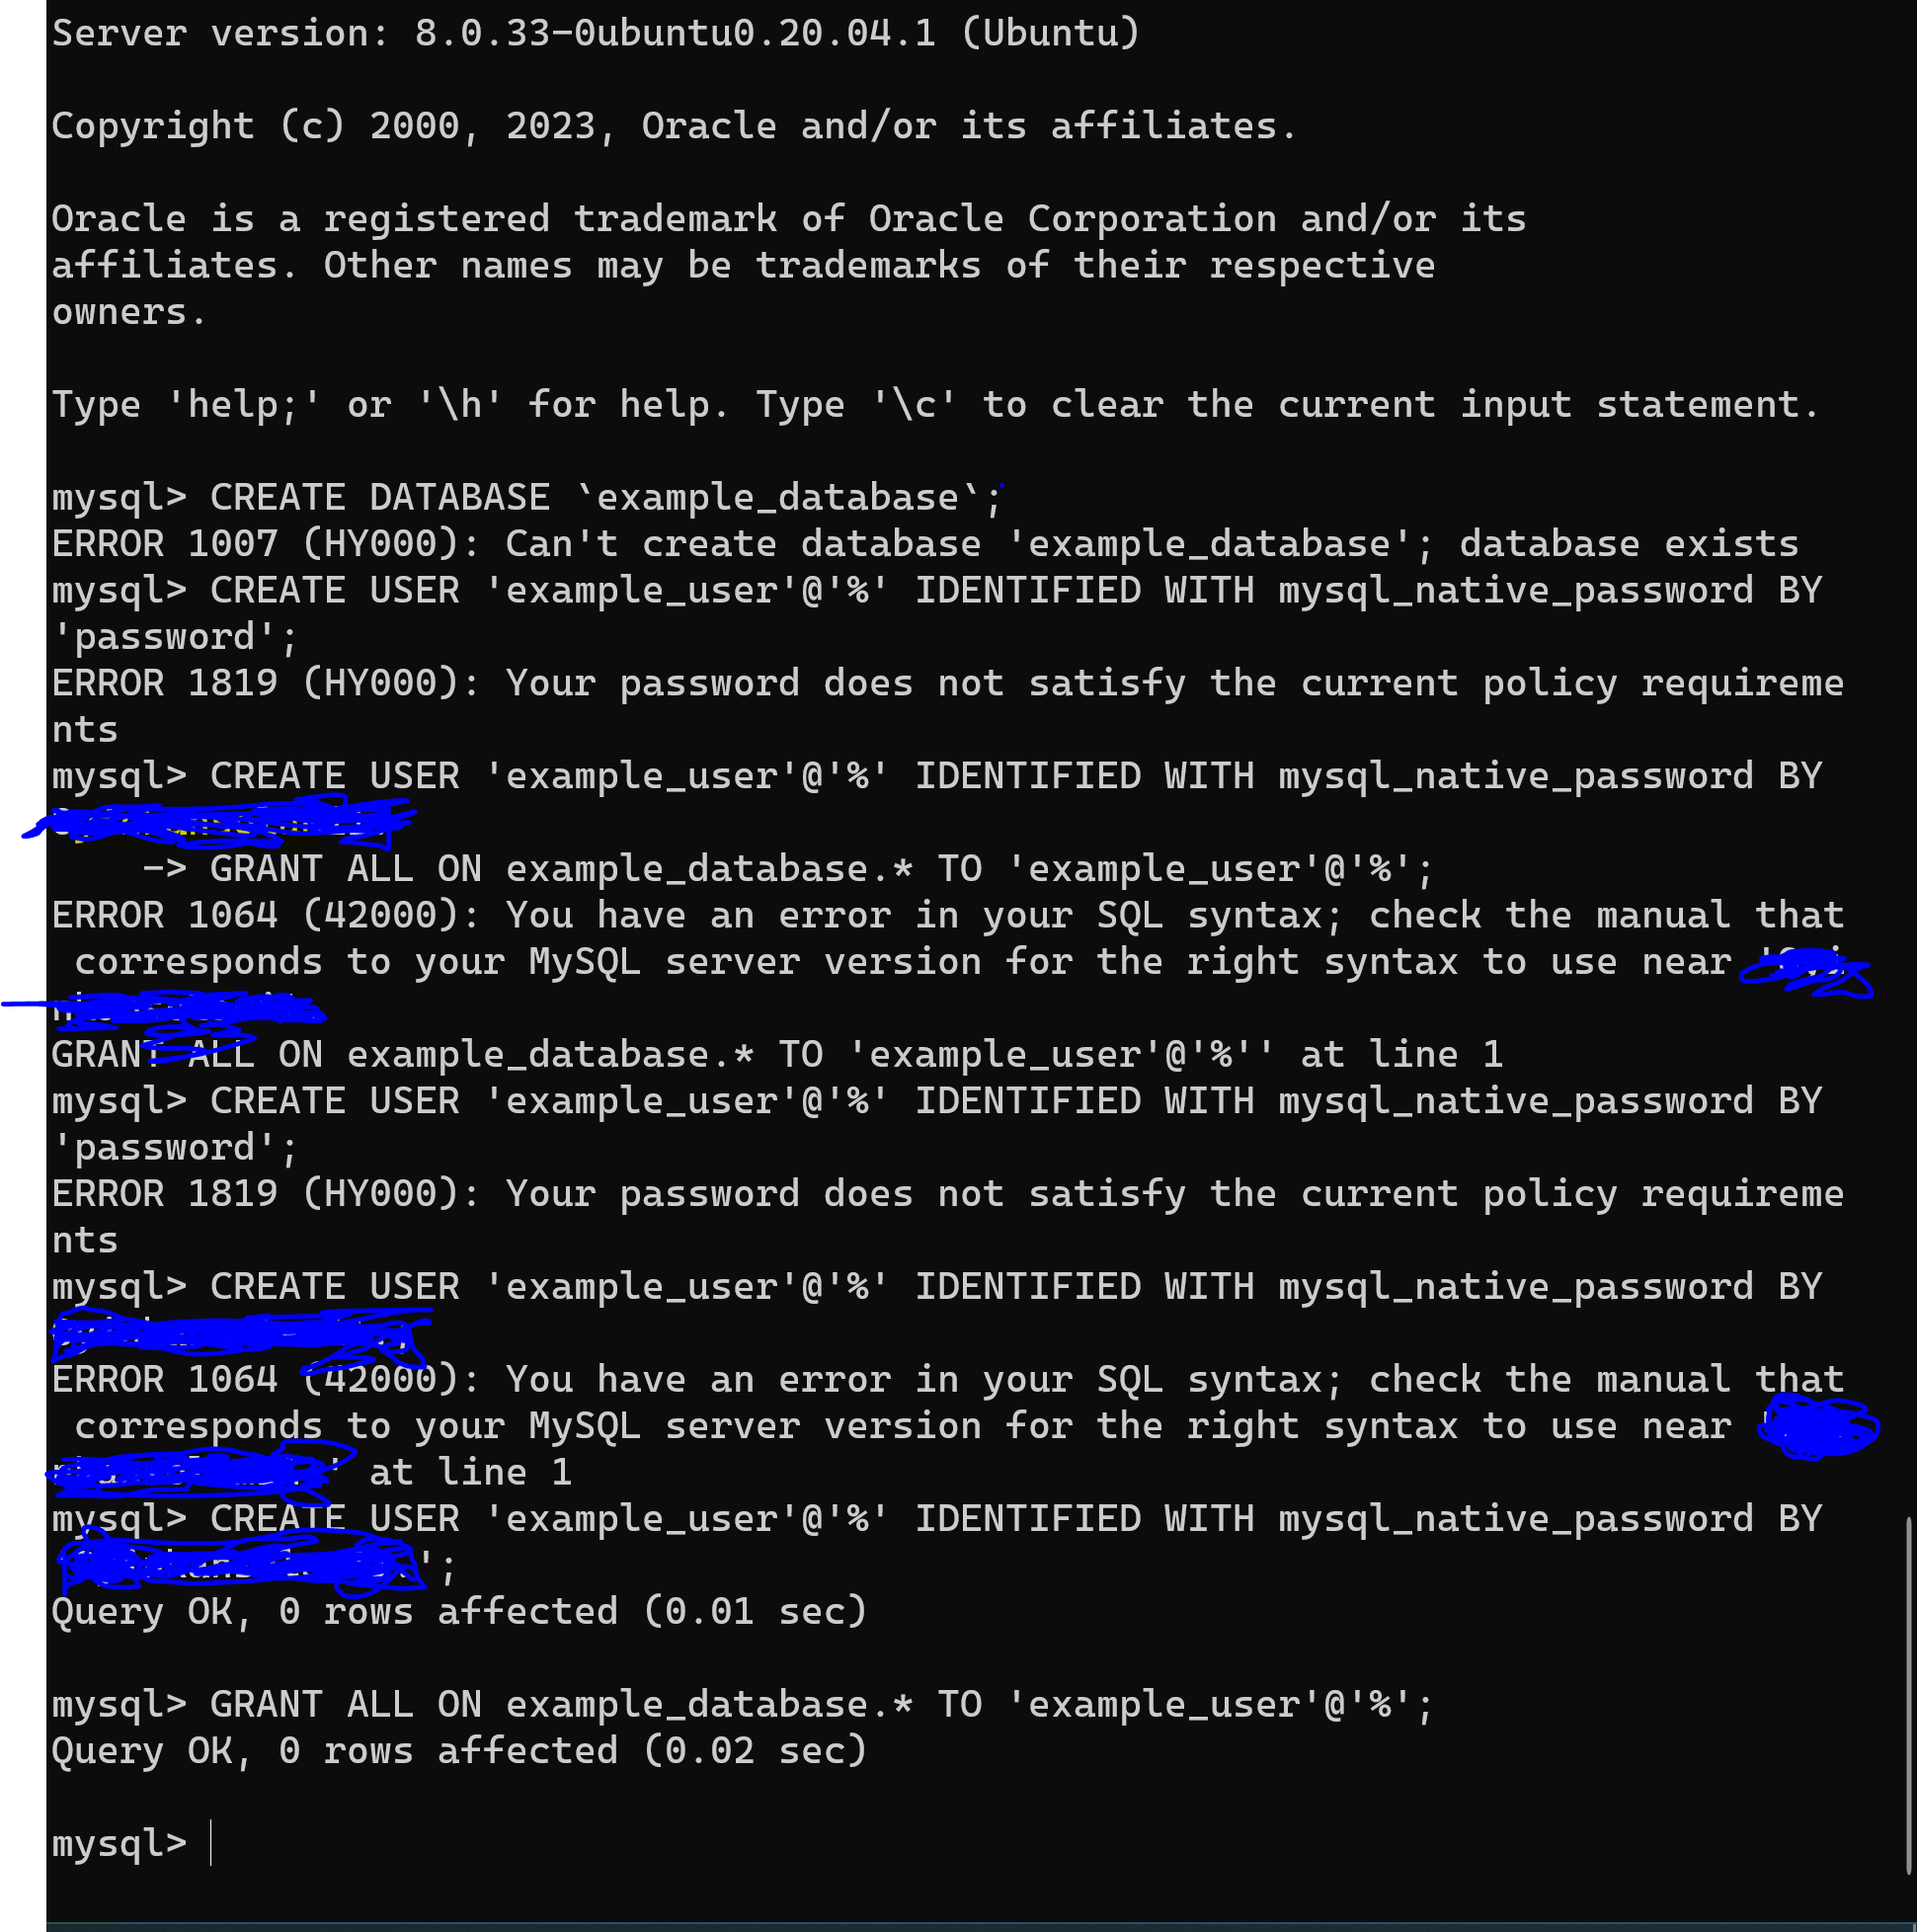 Server version: 8.0.33-0ubuntu0.20.04.1 (Ubuntu)
Copyright (c) 2000, 2023, Oracle and/or its affiliates.
Oracle is a registered trademark of Oracle Corporation and/or its
affiliates. Other names may be trademarks of their respective
owners.
Type 'help;' or '\h' for help. Type '\c' to clear the current input statement.
mysql> CREATE DATABASE `example_database`;
ERROR 1007 (HY000): Can't create database 'example_database'; database exists
mysql> CREATE USER 'example_user'@'%' IDENTIFIED WITH mysql_native_password BY
'password';
ERROR 1819 (HY000): Your password does not satisfy the current policy requireme
nts
mysql> CREATE USER 'example_user'@'%' IDENTIFIED WITH mysql_native_password BY
-> GRANT ALL ON example_database.* TO 'example_user'@'%';
ERROR 1064 (42000): You have an error in your SQL syntax; check the manual that
corresponds to your MySQL server version for the right syntax to use near
GRANT ALL ON example_database.* TO 'example_user'@'%'' at line 1
mysql> CREATE USER 'example_user'@'%' IDENTIFIED WITH mysql_native_password BY
'password';
ERROR 1819 (HY000): Your password does not satisfy the current policy requireme
nts
mysql> CREATE USER 'example_user'@'%' IDENTIFIED WITH mysql_native_password BY
ERROR 1064 (42000): You have an error in your SQL syntax; check the manual that
corresponds to your MySQL server version for the right syntax to use near
' at line 1
mysql> CREATE USER 'example_user'@'%' IDENTIFIED WITH mysql_native_password BY
';
Query OK, 0 rows affected (0.01 sec)
mysql> GRANT ALL ON example_database.* TO 'example_user'@'%';
Query OK, 0 rows affected (0.02 sec)
mysql>